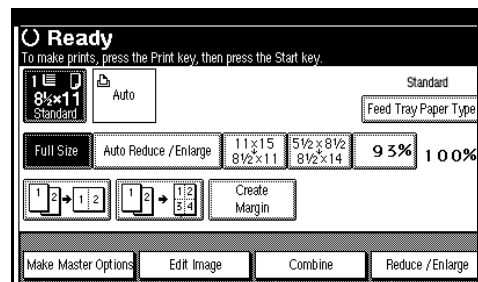 Ready
To make prints, press the Print key, then press the Start key.
1
8½×11
Standard
Auto
Standard
Feed Tray Paper Type
Full Size
Auto Reduce / Enlarge
11x15
8½×11
5½×8½
8½×14
93%
100%
1 2 → 1 2
1 2 → 1 2
3 4
Create
Margin
Make Master Options
Edit Image
Combine
Reduce / Enlarge